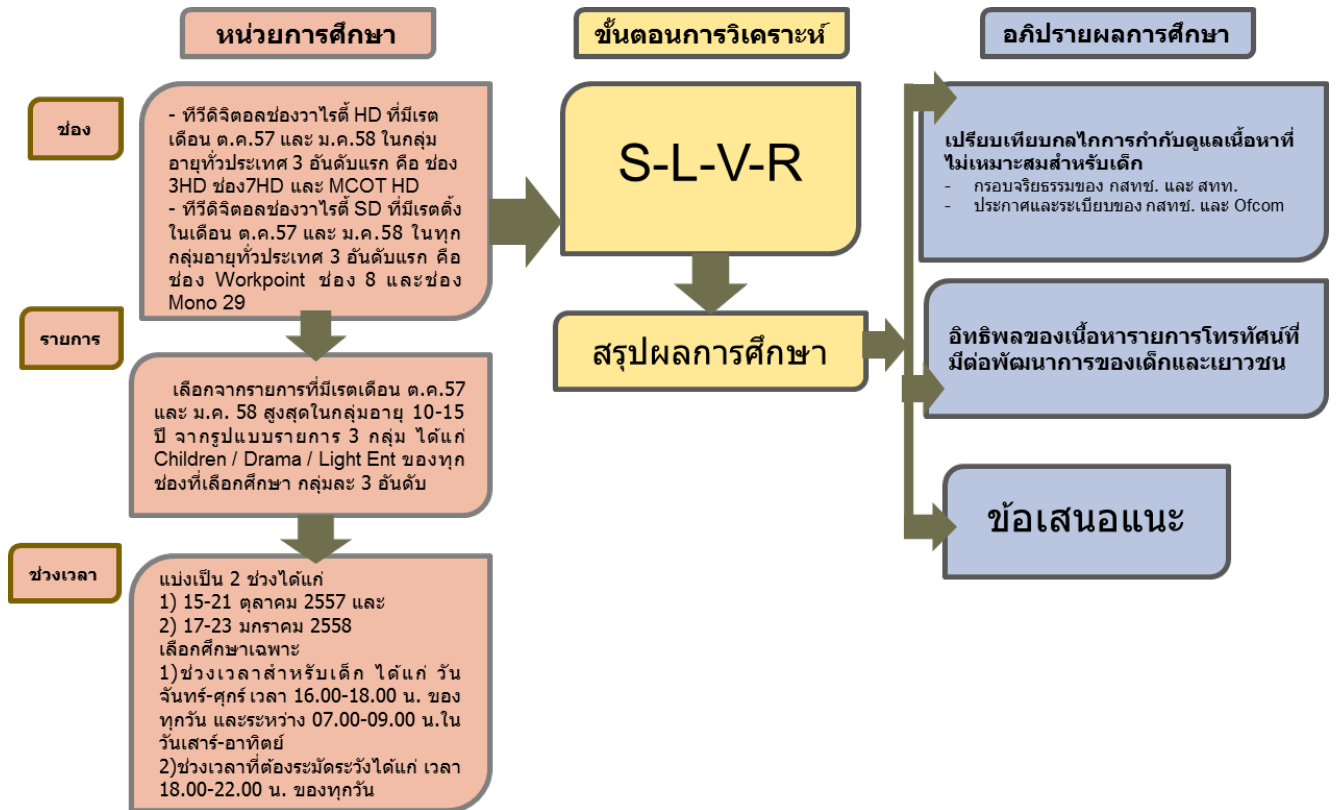 หน่วยการศึกษา
ช่อง
- ทีวีดิจิตอลช่องวาไรตี้ HD ที่มีเรต
เดือน ต.ค.57 และ ม.ค.58 ในกลุ่ม
อายุทั่วประเทศ 3 อันดับแรก คือ ช่อง
3HD ช่อง7HD และ MCOT HD
- ทีวีดิจิตอลช่องวาไรตี้ SD ที่มีเรตติ้ง
ในเดือน ต.ค.57 และ ม.ค.58 ในทุก
กลุ่มอายุทั่วประเทศ 3 อันดับแรก คือ
ช่อง Workpoint ช่อง 8 และช่อง
Mono 29
รายการ
เลือกจากรายการที่มีเรตเดือน ต.ค.57
และ ม.ค. 58 สูงสุดในกลุ่มอายุ 10-15
ปี จากรูปแบบรายการ 3 กลุ่ม ได้แก่
Children / Drama / Light Ent ของทุก
ช่องที่เลือกศึกษา กลุ่มละ 3 อันดับ
ช่วงเวลา
แบ่งเป็น 2 ช่วงได้แก่
1) 15-21 ตุลาคม 2557 และ
2) 17-23 มกราคม 2558
เลือกศึกษาเฉพาะ
1)ช่วงเวลาสำหรับเด็ก ได้แก่ วัน
จันทร์-ศุกร์ เวลา 16.00-18.00 น. ของ
ทุกวัน และระหว่าง 07.00-09.00 น.ใน
วันเสาร์-อาทิตย์
2)ช่วงเวลาที่ต้องระมัดระวังได้แก่ เวลา
18.00-22.00 น. ของทุกวัน
ขั้นตอนการวิเคราะห์
S-L-V-R
สรุปผลการศึกษา
อภิปรายผลการศึกษา
เปรียบเทียบกลไกการกำกับดูแลเนื้อหาที่
ไม่เหมาะสมสำหรับเด็ก
- กรอบจริยธรรมของ กสทช. และ สทท.
- ประกาศและระเบียบของ กสทช. และ Ofcom
อิทธิพลของเนื้อหารายการโทรทัศน์ที่
มีต่อพัฒนาการของเด็กและเยาวชน
ข้อเสนอแนะ